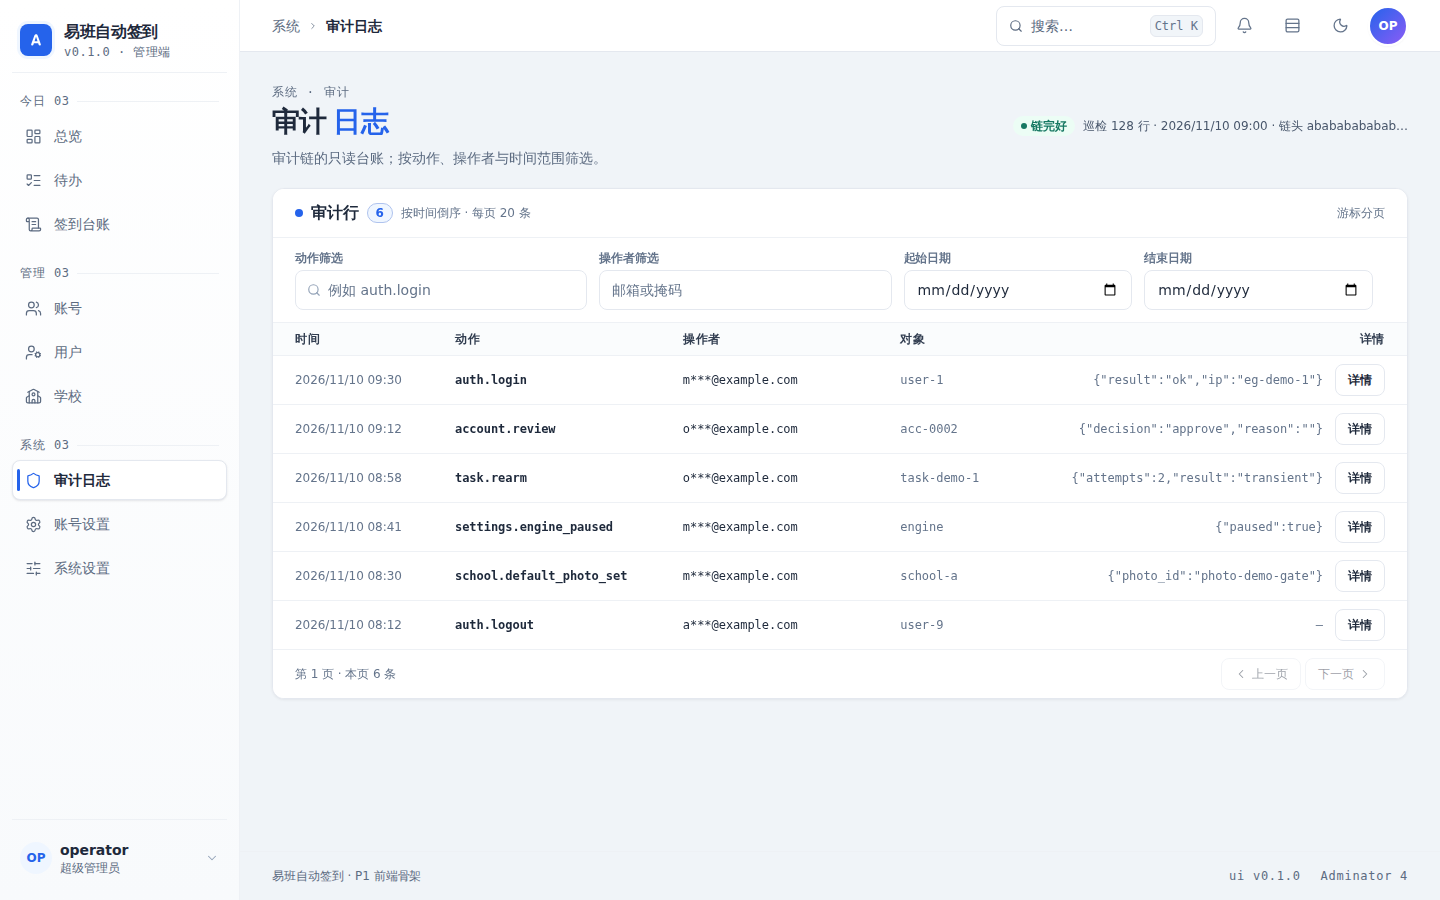 A
易班自动签到
v0.1.0 · 管理端
今日 03
总览
待办
签到台账
管理 03
账号
用户
学校
系统 03
审计日志
账号设置
系统设置
OP
operator
超级管理员
系统 › 审计日志
搜索… Ctrl K
OP
系统 · 审计
审计 日志
审计链的只读台账；按动作、操作者与时间范围筛选。
链完好 巡检 128 行 · 2026/11/10 09:00 · 链头 ababababab…
审计行 6 按时间倒序 · 每页 20 条 游标分页
动作筛选 操作者筛选 起始日期 结束日期
例如 auth.login 邮箱或掩码 mm/dd/yyyy mm/dd/yyyy
时间 动作 操作者 对象 详情
2026/11/10 09:30 auth.login m***@example.com user-1 {"result":"ok","ip":"eg-demo-1"} 详情
2026/11/10 09:12 account.review o***@example.com acc-0002 {"decision":"approve","reason":""} 详情
2026/11/10 08:58 task.rearm o***@example.com task-demo-1 {"attempts":2,"result":"transient"} 详情
2026/11/10 08:41 settings.engine_paused m***@example.com engine {"paused":true} 详情
2026/11/10 08:30 school.default_photo_set m***@example.com school-a {"photo_id":"photo-demo-gate"} 详情
2026/11/10 08:12 auth.logout a***@example.com user-9 — 详情
第 1 页 · 本页 6 条 上一页 下一页
易班自动签到 · P1 前端骨架 ui v0.1.0 Adminator 4